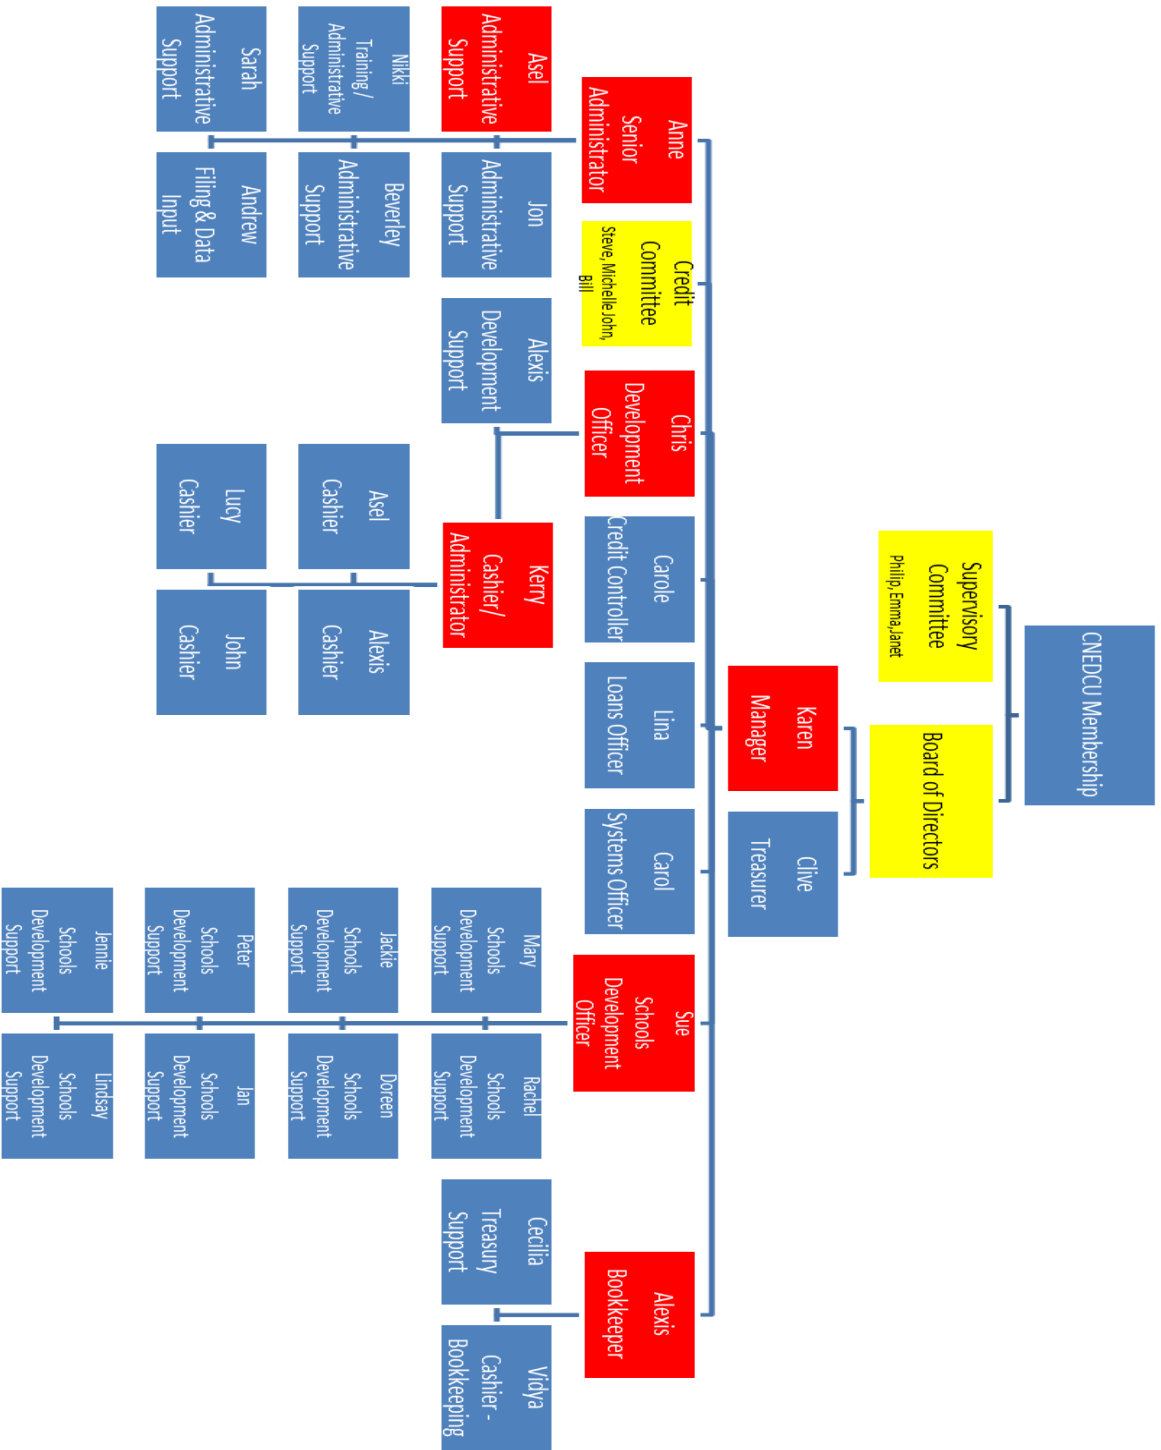 CNEDCU Membership
Supervisory
Committee
Philip, Emma,Janet
Board of Directors
Karen
Manager
Clive
Treasurer
Anne
Senior
Administrator
Credit
Committee
Steve, Michelle John,
Bill
Chris
Development
Officer
Carole
Credit Controller
Lina
Loans Officer
Carol
Systems Officer
Sue
Schools
Development
Officer
Alexis
Bookkeeper
Asel
Administrative
Support
Jon
Administrative
Support
Nikki
Training /
Administrative
Support
Beverley
Administrative
Support
Sarah
Administrative
Support
Andrew
Filing & Data
Input
Alexis
Development
Support
Kerry
Cashier/
Administrator
Asel
Cashier
Alexis
Cashier
Lucy
Cashier
John
Cashier
Mary
Schools
Development
Support
Rachel
Schools
Development
Support
Jackie
Schools
Development
Support
Doreen
Schools
Development
Support
Peter
Schools
Development
Support
Jan
Schools
Development
Support
Jennie
Schools
Development
Support
Lindsay
Schools
Development
Support
Cecilia
Treasury
Support
Vidya
Cashier -
Bookkeeping